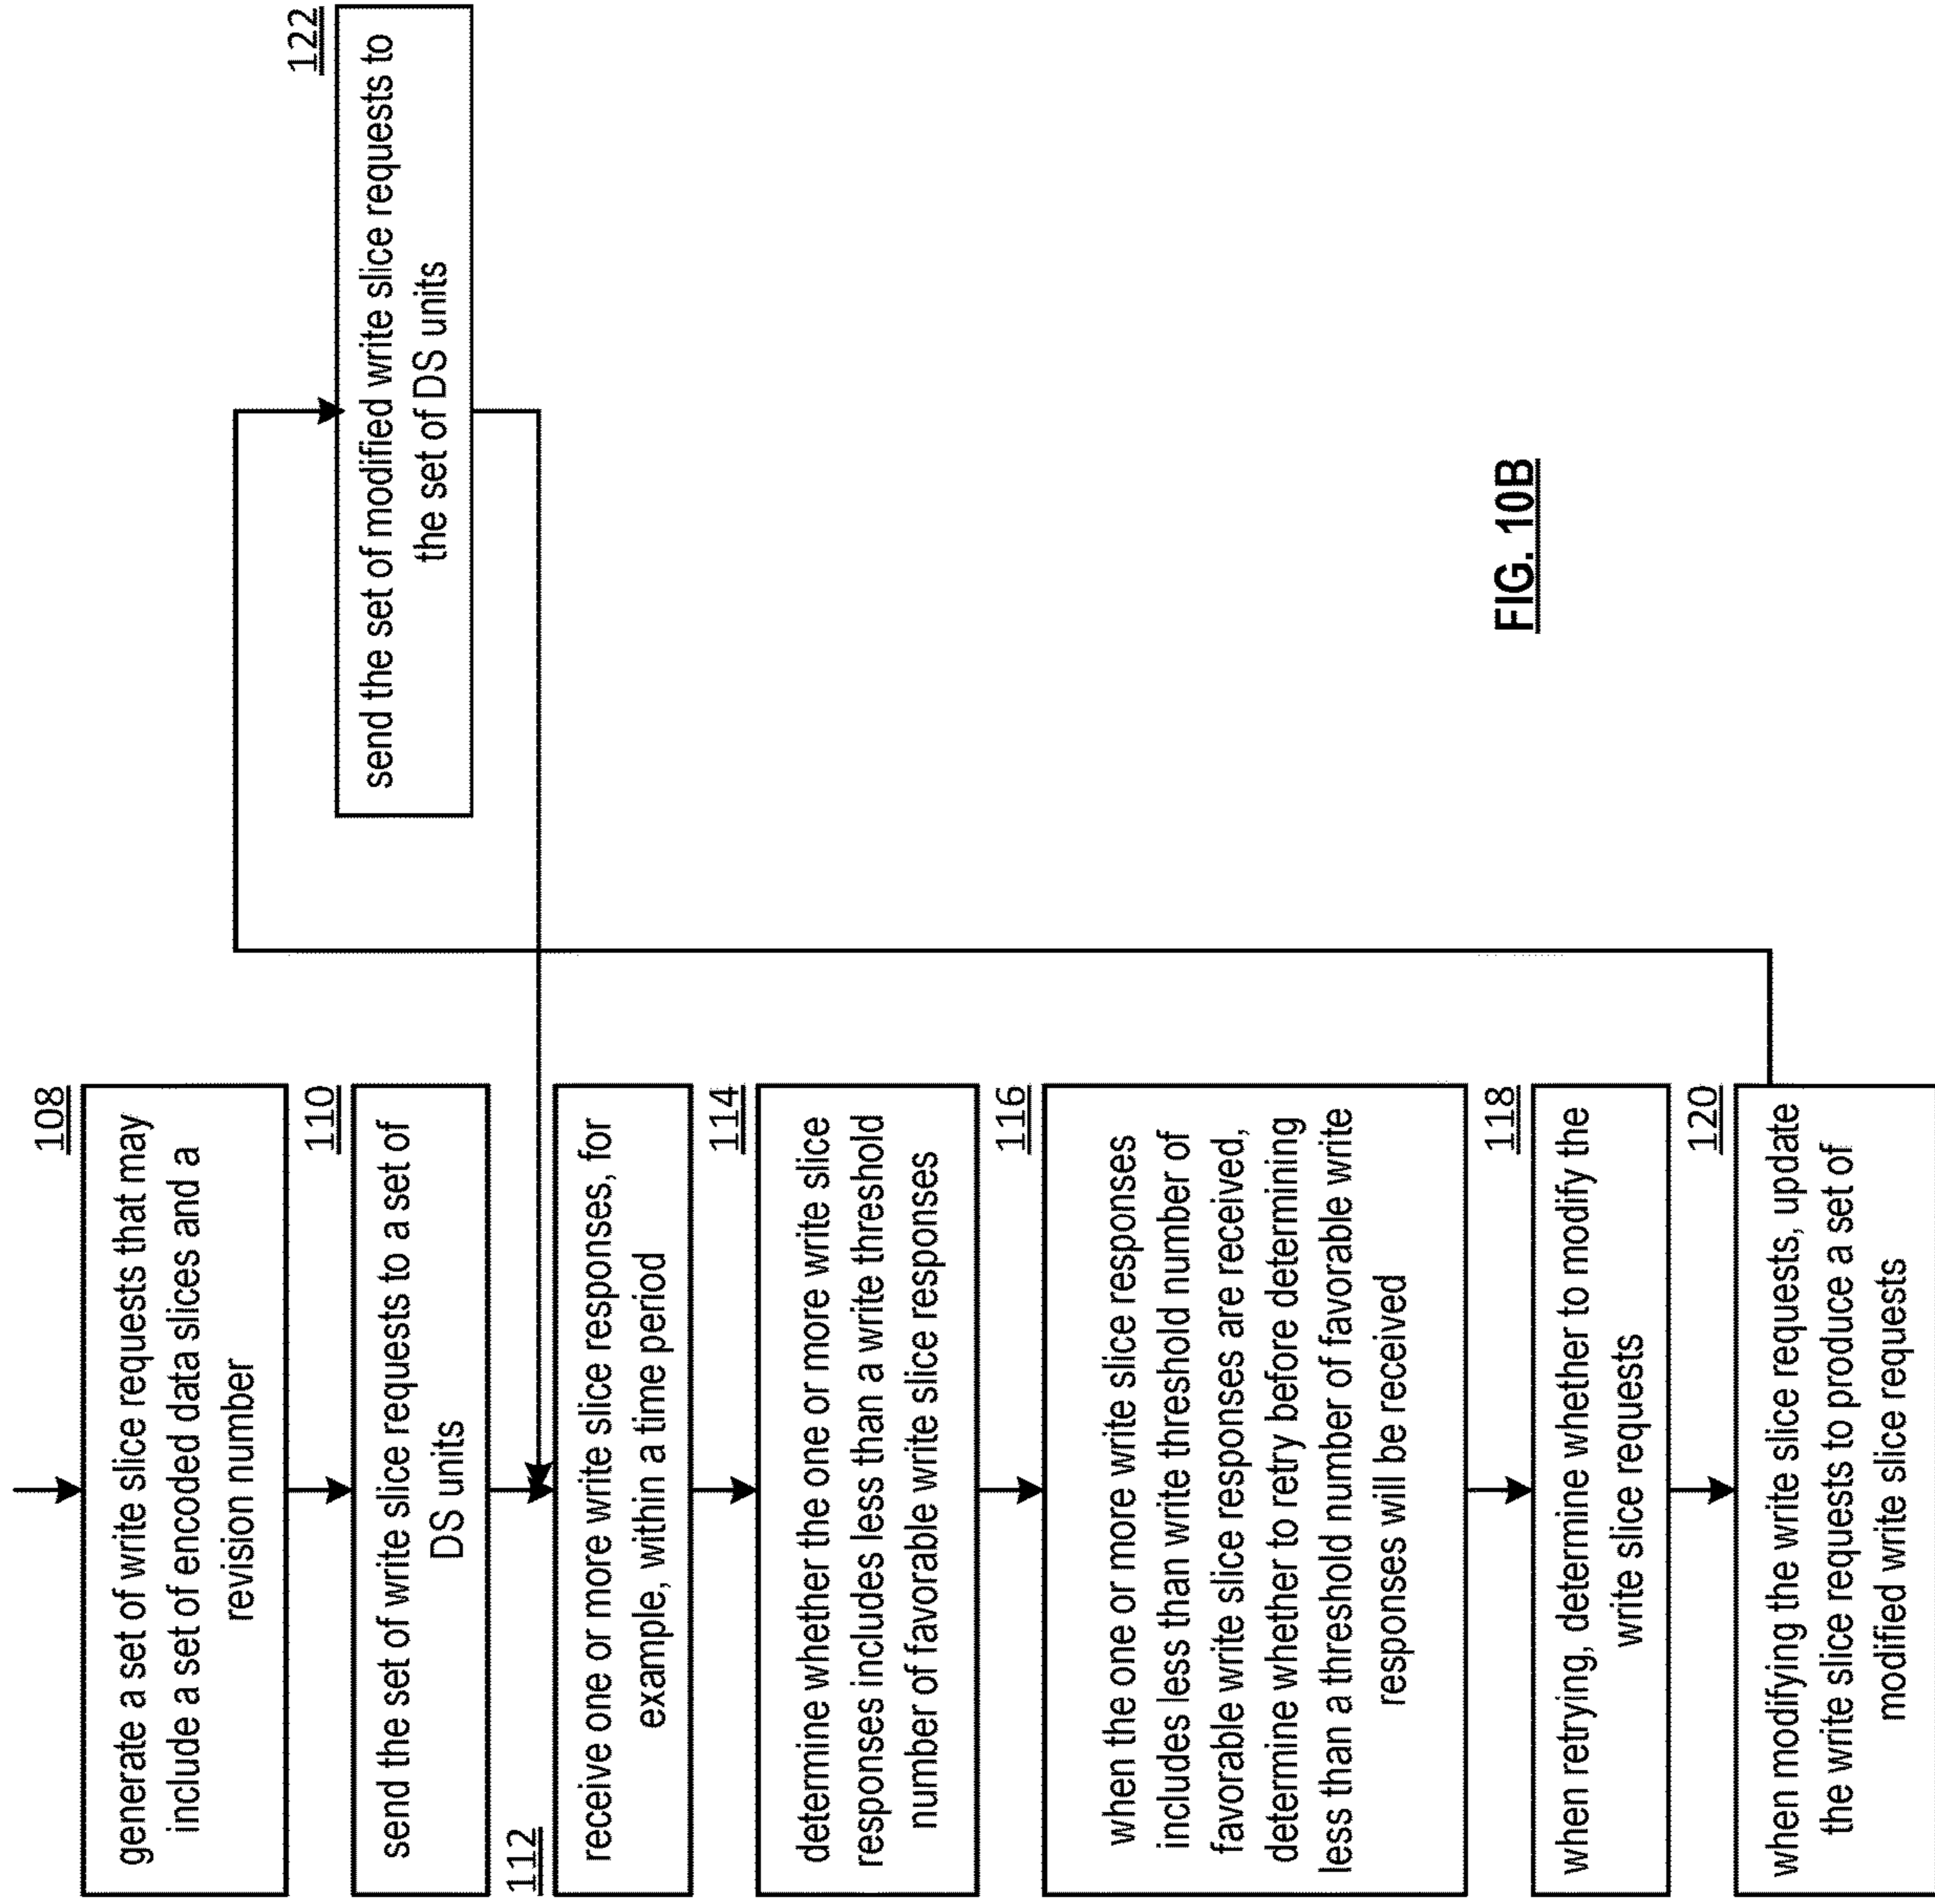 108
generate a set of write slice requests that may
include a set of encoded data slices and a
revision number
110
send the set of write slice requests to a set of
DS units
112
receive one or more write slice responses, for
example, within a time period
114
determine whether the one or more write slice
responses includes less than a write threshold
number of favorable write slice responses
116
when the one or more write slice responses
includes less than write threshold number of
favorable write slice responses are received,
determine whether to retry before determining
less than a threshold number of favorable write
responses will be received
118
when retrying, determine whether to modify the
write slice requests
120
when modifying the write slice requests, update
the write slice requests to produce a set of
modified write slice requests
122
send the set of modified write slice requests to
the set of DS units
FIG. 10B